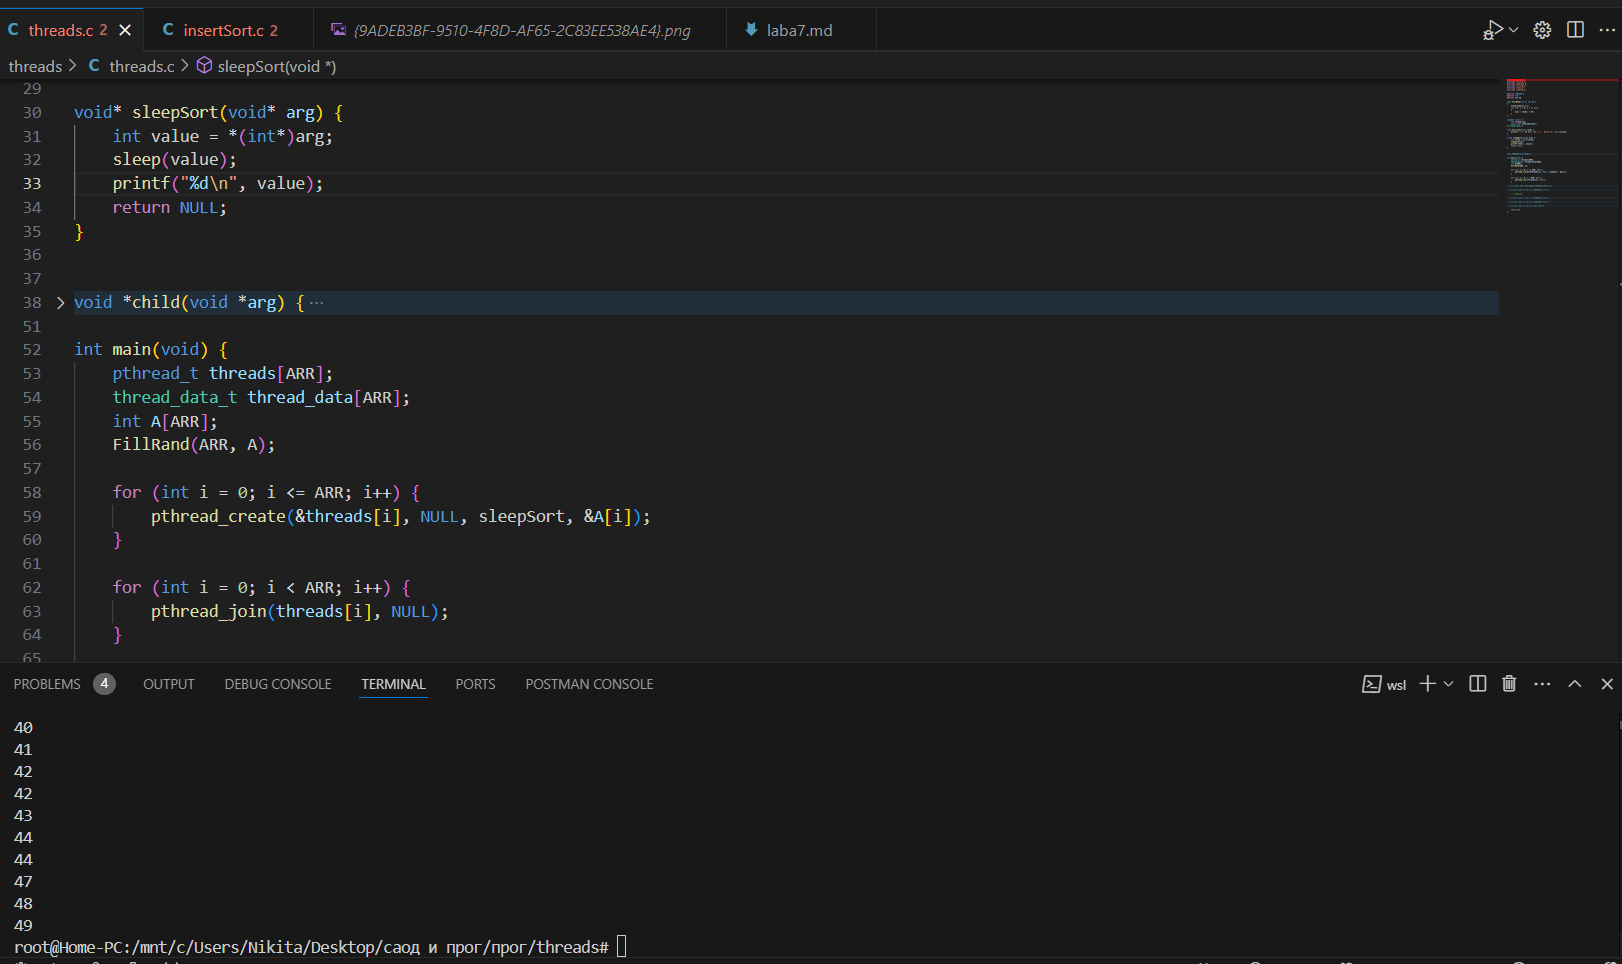 threads.c 2
insertSort.c 2
{9ADEB3BF-9510-4F8D-AF65-2C83EE538AE4}.png
laba7.md
threads > C threads.c > sleepSort(void *)
29
30 void* sleepSort(void* arg) {
31 int value = *(int*)arg;
32 sleep(value);
33 printf("%d\n", value);
34 return NULL;
35 }
36
37
38 > void *child(void *arg) { ···
51
52 int main(void) {
53 pthread_t threads[ARR];
54 thread_data_t thread_data[ARR];
55 int A[ARR];
56 FillRand(ARR, A);
57
58 for (int i = 0; i <= ARR; i++) {
59 pthread_create(&threads[i], NULL, sleepSort, &A[i]);
60 }
61
62 for (int i = 0; i < ARR; i++) {
63 pthread_join(threads[i], NULL);
64 }
65
PROBLEMS 4 OUTPUT DEBUG CONSOLE TERMINAL PORTS POSTMAN CONSOLE
wsl
40
41
42
42
43
44
44
47
48
49
root@Home-PC:/mnt/c/Users/Nikita/Desktop/саод и прог/прог/threads#